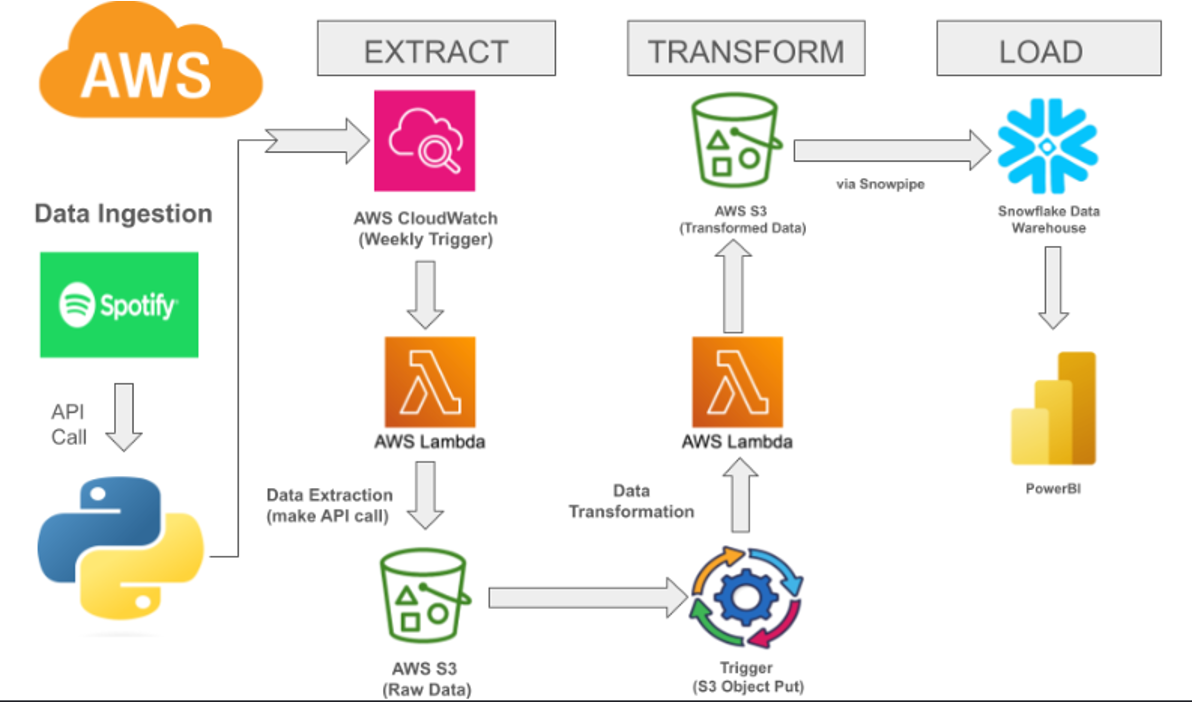 AWS
EXTRACT
TRANSFORM
LOAD
Data Ingestion
Spotify
API
Call
AWS CloudWatch
(Weekly Trigger)
AWS Lambda
Data Extraction
(make API call)
AWS S3
(Raw Data)
Trigger
(S3 Object Put)
Data
Transformation
AWS Lambda
AWS S3
(Transformed Data)
via Snowpipe
Snowflake Data
Warehouse
PowerBI